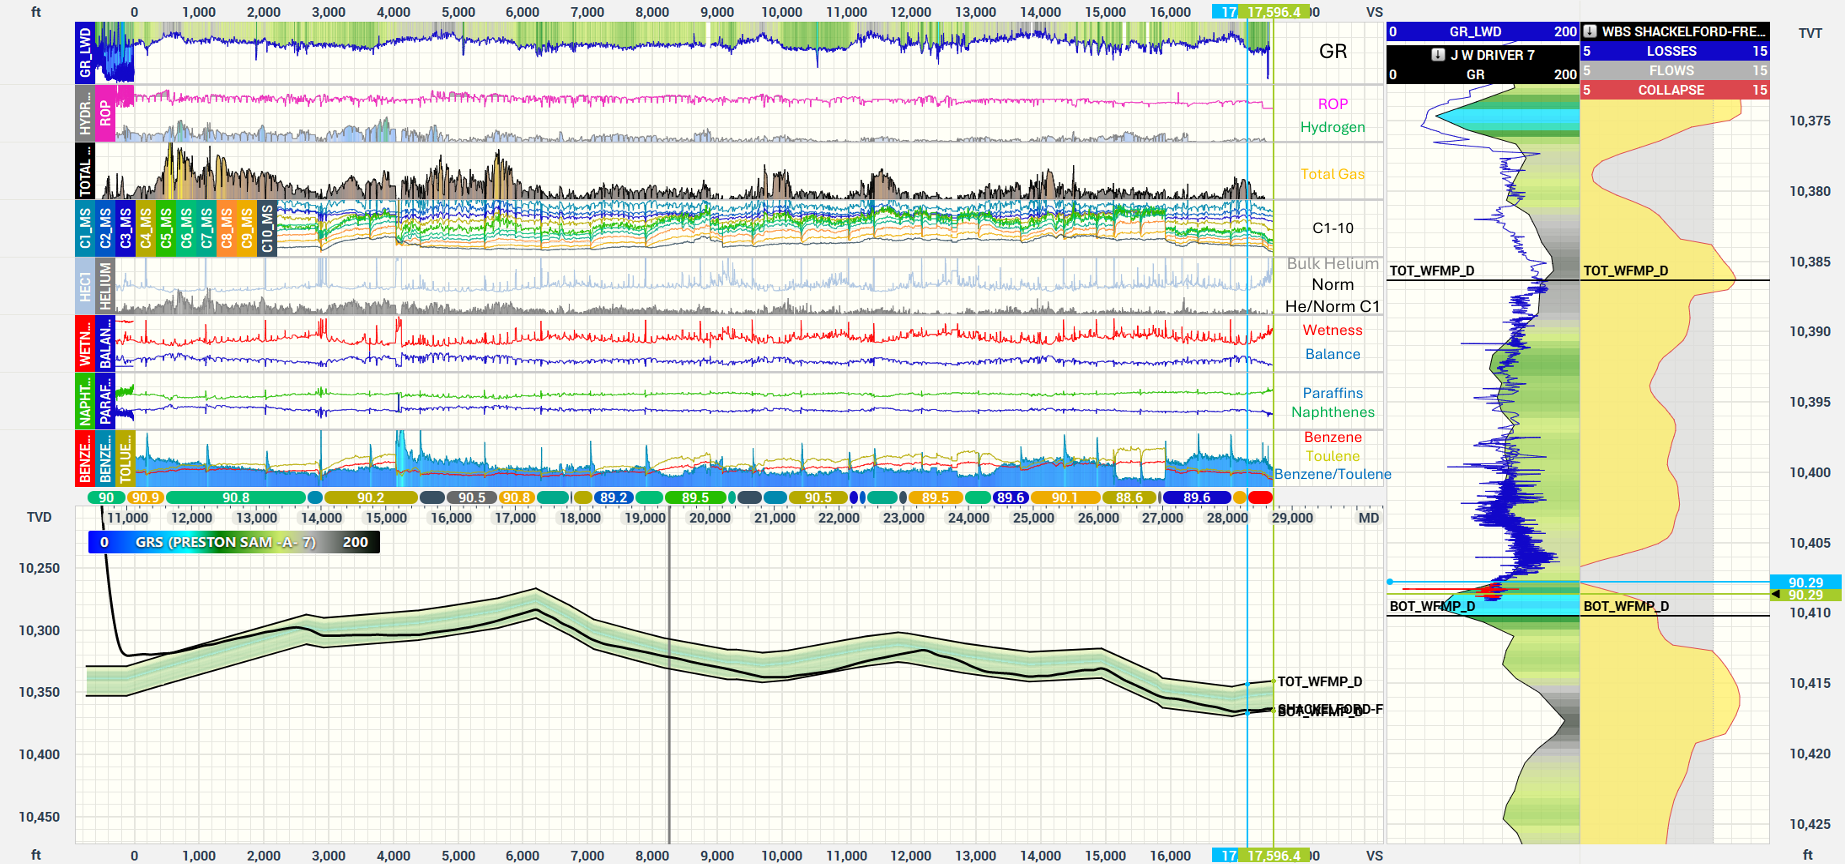 ft 0 1,000 2,000 3,000 4,000 5,000 6,000 7,000 8,000 9,000 10,000 11,000 12,000 13,000 14,000 15,000 16,000 17, 17,596.4 00 VS
GR_LWD
GR
HYDR...
ROP
ROP
Hydrogen
TOTAL ...
Total Gas
C1_MS
C2_MS
C3_MS
C4_MS
C5_MS
C6_MS
C7_MS
C8_MS
C9_MS
C10_MS
C1-10
HEC1
HELIUM
Bulk Helium
Norm
He/Norm C1
WETN...
BALAN...
Wetness
Balance
NAPHT...
PARAF...
Paraffins
Naphthenes
BENZE...
BENZE...
TOLUE...
Benzene
Toulene
Benzene/Toulene
90 90.9 90.8 90.2 90.5 90.8 89.2 89.5 90.5 89.5 89.6 90.1 88.6 89.6
TVD 11,000 12,000 13,000 14,000 15,000 16,000 17,000 18,000 19,000 20,000 21,000 22,000 23,000 24,000 25,000 26,000 27,000 28,000 29,000 MD
0 GRS (PRESTON SAM -A- 7) 200
10,250
10,300
10,350
10,400
10,450
TOT_WFMP_D
SHACKELFORD-F
BOT_WFMP_D
ft 0 1,000 2,000 3,000 4,000 5,000 6,000 7,000 8,000 9,000 10,000 11,000 12,000 13,000 14,000 15,000 16,000 17, 17,596.4 00 VS
0 GR_LWD 200
J W DRIVER 7
0 GR 200
WBS SHACKELFORD-FRE...
5 LOSSES 15
5 FLOWS 15
5 COLLAPSE 15
TVT
10,375
10,380
10,385
TOT_WFMP_D TOT_WFMP_D
10,390
10,395
10,400
10,405
90.29
90.29
BOT_WFMP_D BOT_WFMP_D
10,410
10,415
10,420
10,425
ft